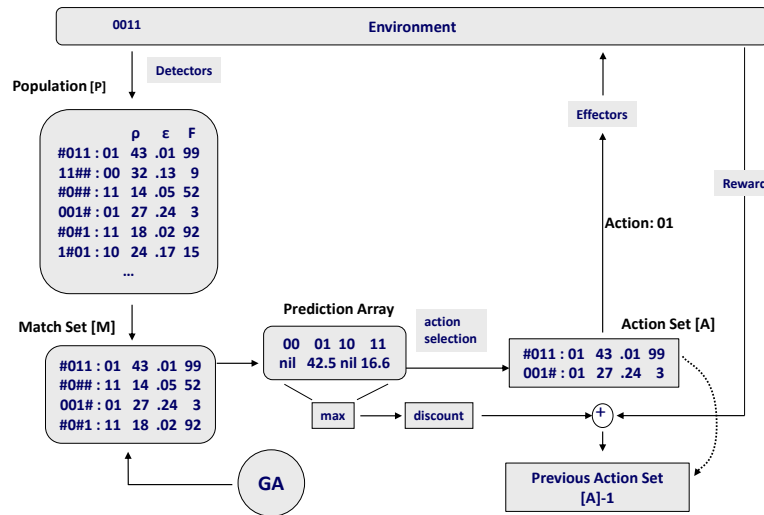 0011
Environment
Detectors
Population [P]
ρ ε F
#011 : 01 43 .01 99
11## : 00 32 .13 9
#0## : 11 14 .05 52
001# : 01 27 .24 3
#0#1 : 11 18 .02 92
1#01 : 10 24 .17 15
...
Effectors
Reward
Action: 01
Match Set [M]
#011 : 01 43 .01 99
#0## : 11 14 .05 52
001# : 01 27 .24 3
#0#1 : 11 18 .02 92
Prediction Array
00 01 10 11
nil 42.5 nil 16.6
action
selection
Action Set [A]
#011 : 01 43 .01 99
001# : 01 27 .24 3
max
discount
+
GA
Previous Action Set
[A]-1